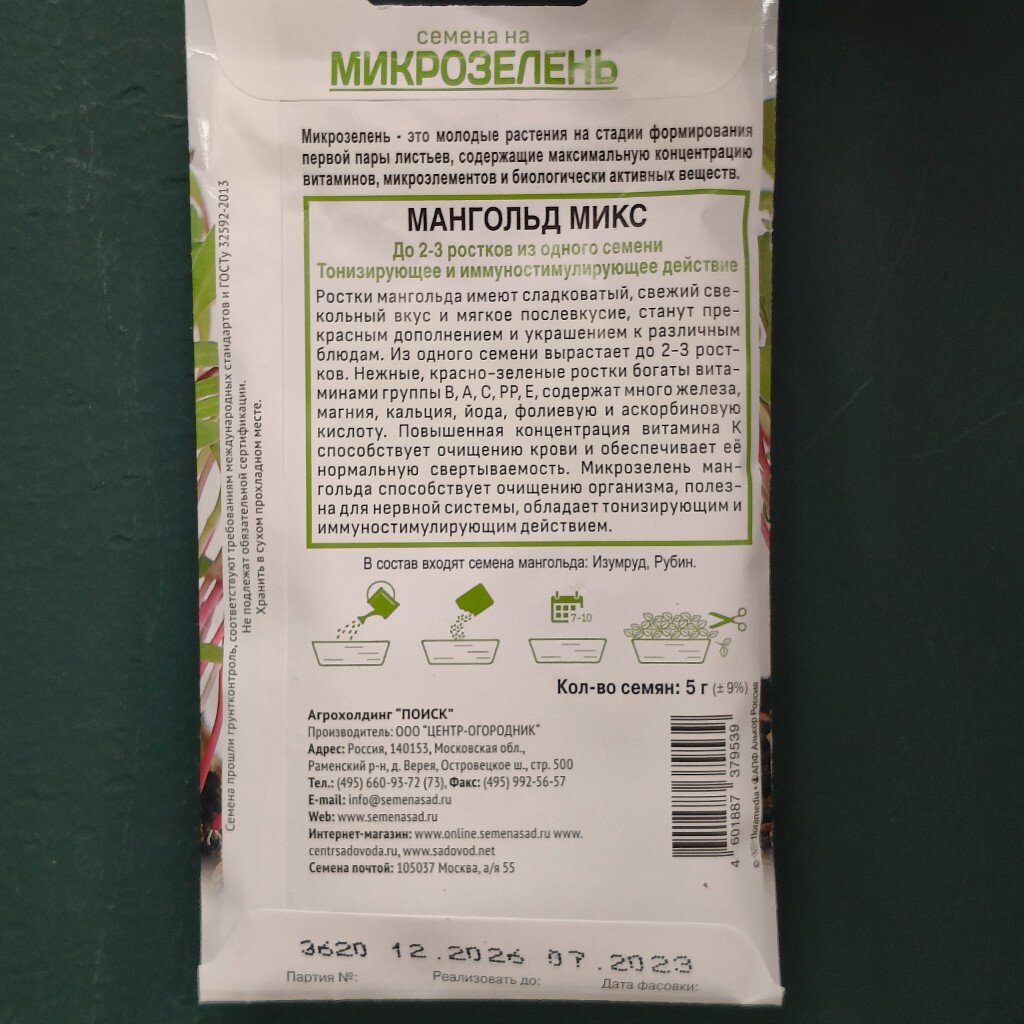 семена на
МИКРОЗЕЛЕНЬ
Микрозелень - это молодые растения на стадии формирования
первой пары листьев, содержащие максимальную концентрацию
витаминов, микроэлементов и биологически активных веществ.
МАНГОЛЬД МИКС
До 2-3 ростков из одного семени
Тонизирующее и иммуностимулирующее действие
Ростки мангольда имеют сладковатый, свежий све-
кольный вкус и мягкое послевкусие, станут пре-
красным дополнением и украшением к различным
блюдам. Из одного семени вырастает до 2-3 рост-
ков. Нежные, красно-зеленые ростки богаты вита-
минами группы В, А, С, РР, Е, содержат много железа,
магния, кальция, йода, фолиевую и аскорбиновую
кислоту. Повышенная концентрация витамина К
способствует очищению крови и обеспечивает её
нормальную свертываемость. Микрозелень ман-
гольда способствует очищению организма, полез-
на для нервной системы, обладает тонизирующим и
иммуностимулирующим действием.
В состав входят семена мангольда: Изумруд, Рубин.
7-10
Кол-во семян: 5 г (± 9%)
Агрохолдинг "ПОИСК"
Производитель: ООО "ЦЕНТР-ОГОРОДНИК"
Адрес: Россия, 140153, Московская обл.,
Раменский р-н, д. Верея, Островецкое ш., стр. 500
Тел.: (495) 660-93-72 (73), Факс: (495) 992-56-57
E-mail: info@semenasad.ru
Web: www.semenasad.ru
Интернет-магазин: www.online.semenasad.ru www.
centrsadovoda.ru, www.sadovod.net
Семена почтой: 105037 Москва, а/я 55
4 601887 379539
floramedia+ АПФ Алькор Россия
Семена прошли грунтконтроль, соответствуют требованиям международных стандартов и ГОСТу 32592-2013
Не подлежат обязательной сертификации.
Хранить в сухом прохладном месте.
3620 12.2026 07.2023
Партия №: Реализовать до: Дата фасовки: